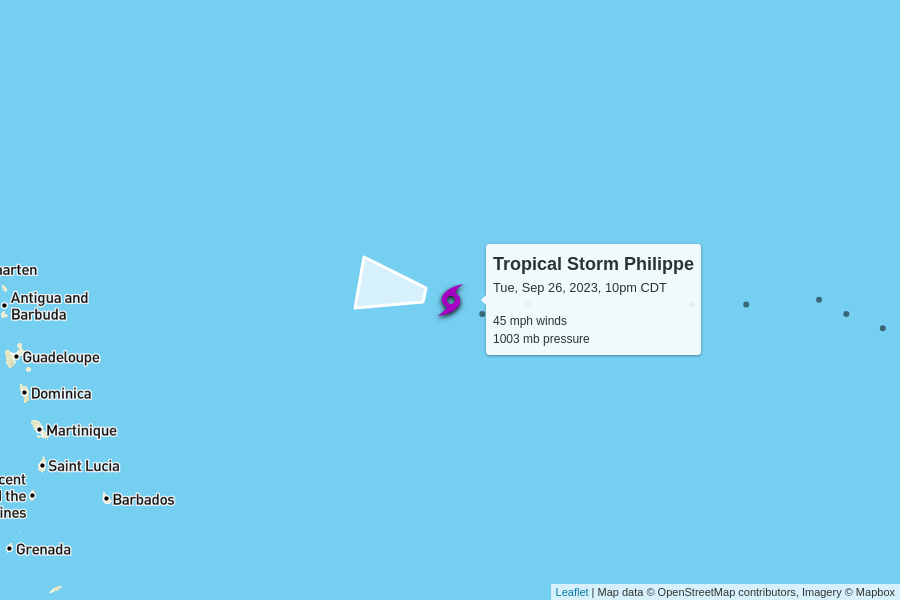 Tropical Storm Philippe
Tue, Sep 26, 2023, 10pm CDT
45 mph winds
1003 mb pressure
arten
Antigua and
Barbuda
Guadeloupe
Dominica
Martinique
Saint Lucia
cent
the
ines
Barbados
Grenada
Leaflet | Map data © OpenStreetMap contributors, Imagery © Mapbox